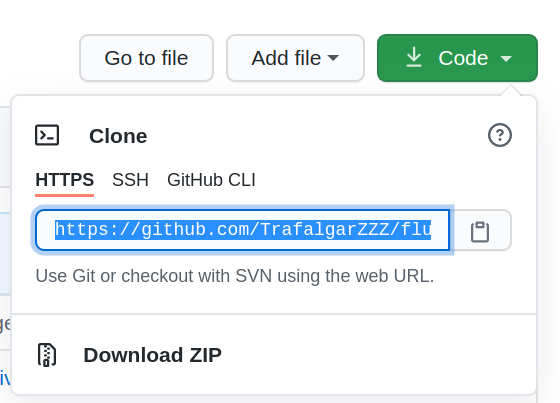 Go to file Add file Code
Clone
HTTPS SSH GitHub CLI
https://github.com/TrafalgarZZZ/flu
Use Git or checkout with SVN using the web URL.
Download ZIP